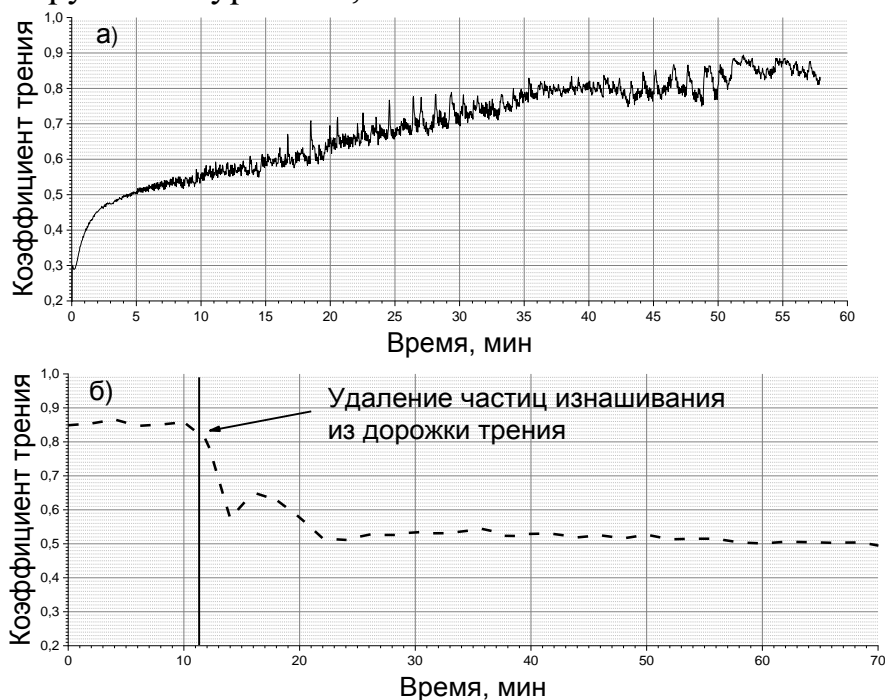 а)
Коэффициент трения
1,0
0,9
0,8
0,7
0,6
0,5
0,4
0,3
0,2
0 5 10 15 20 25 30 35 40 45 50 55 60
Время, мин
б)
Удаление частиц изнашивания
из дорожки трения
Коэффициент трения
1,0
0,9
0,8
0,7
0,6
0,5
0,4
0,3
0,2
0 10 20 30 40 50 60 70
Время, мин